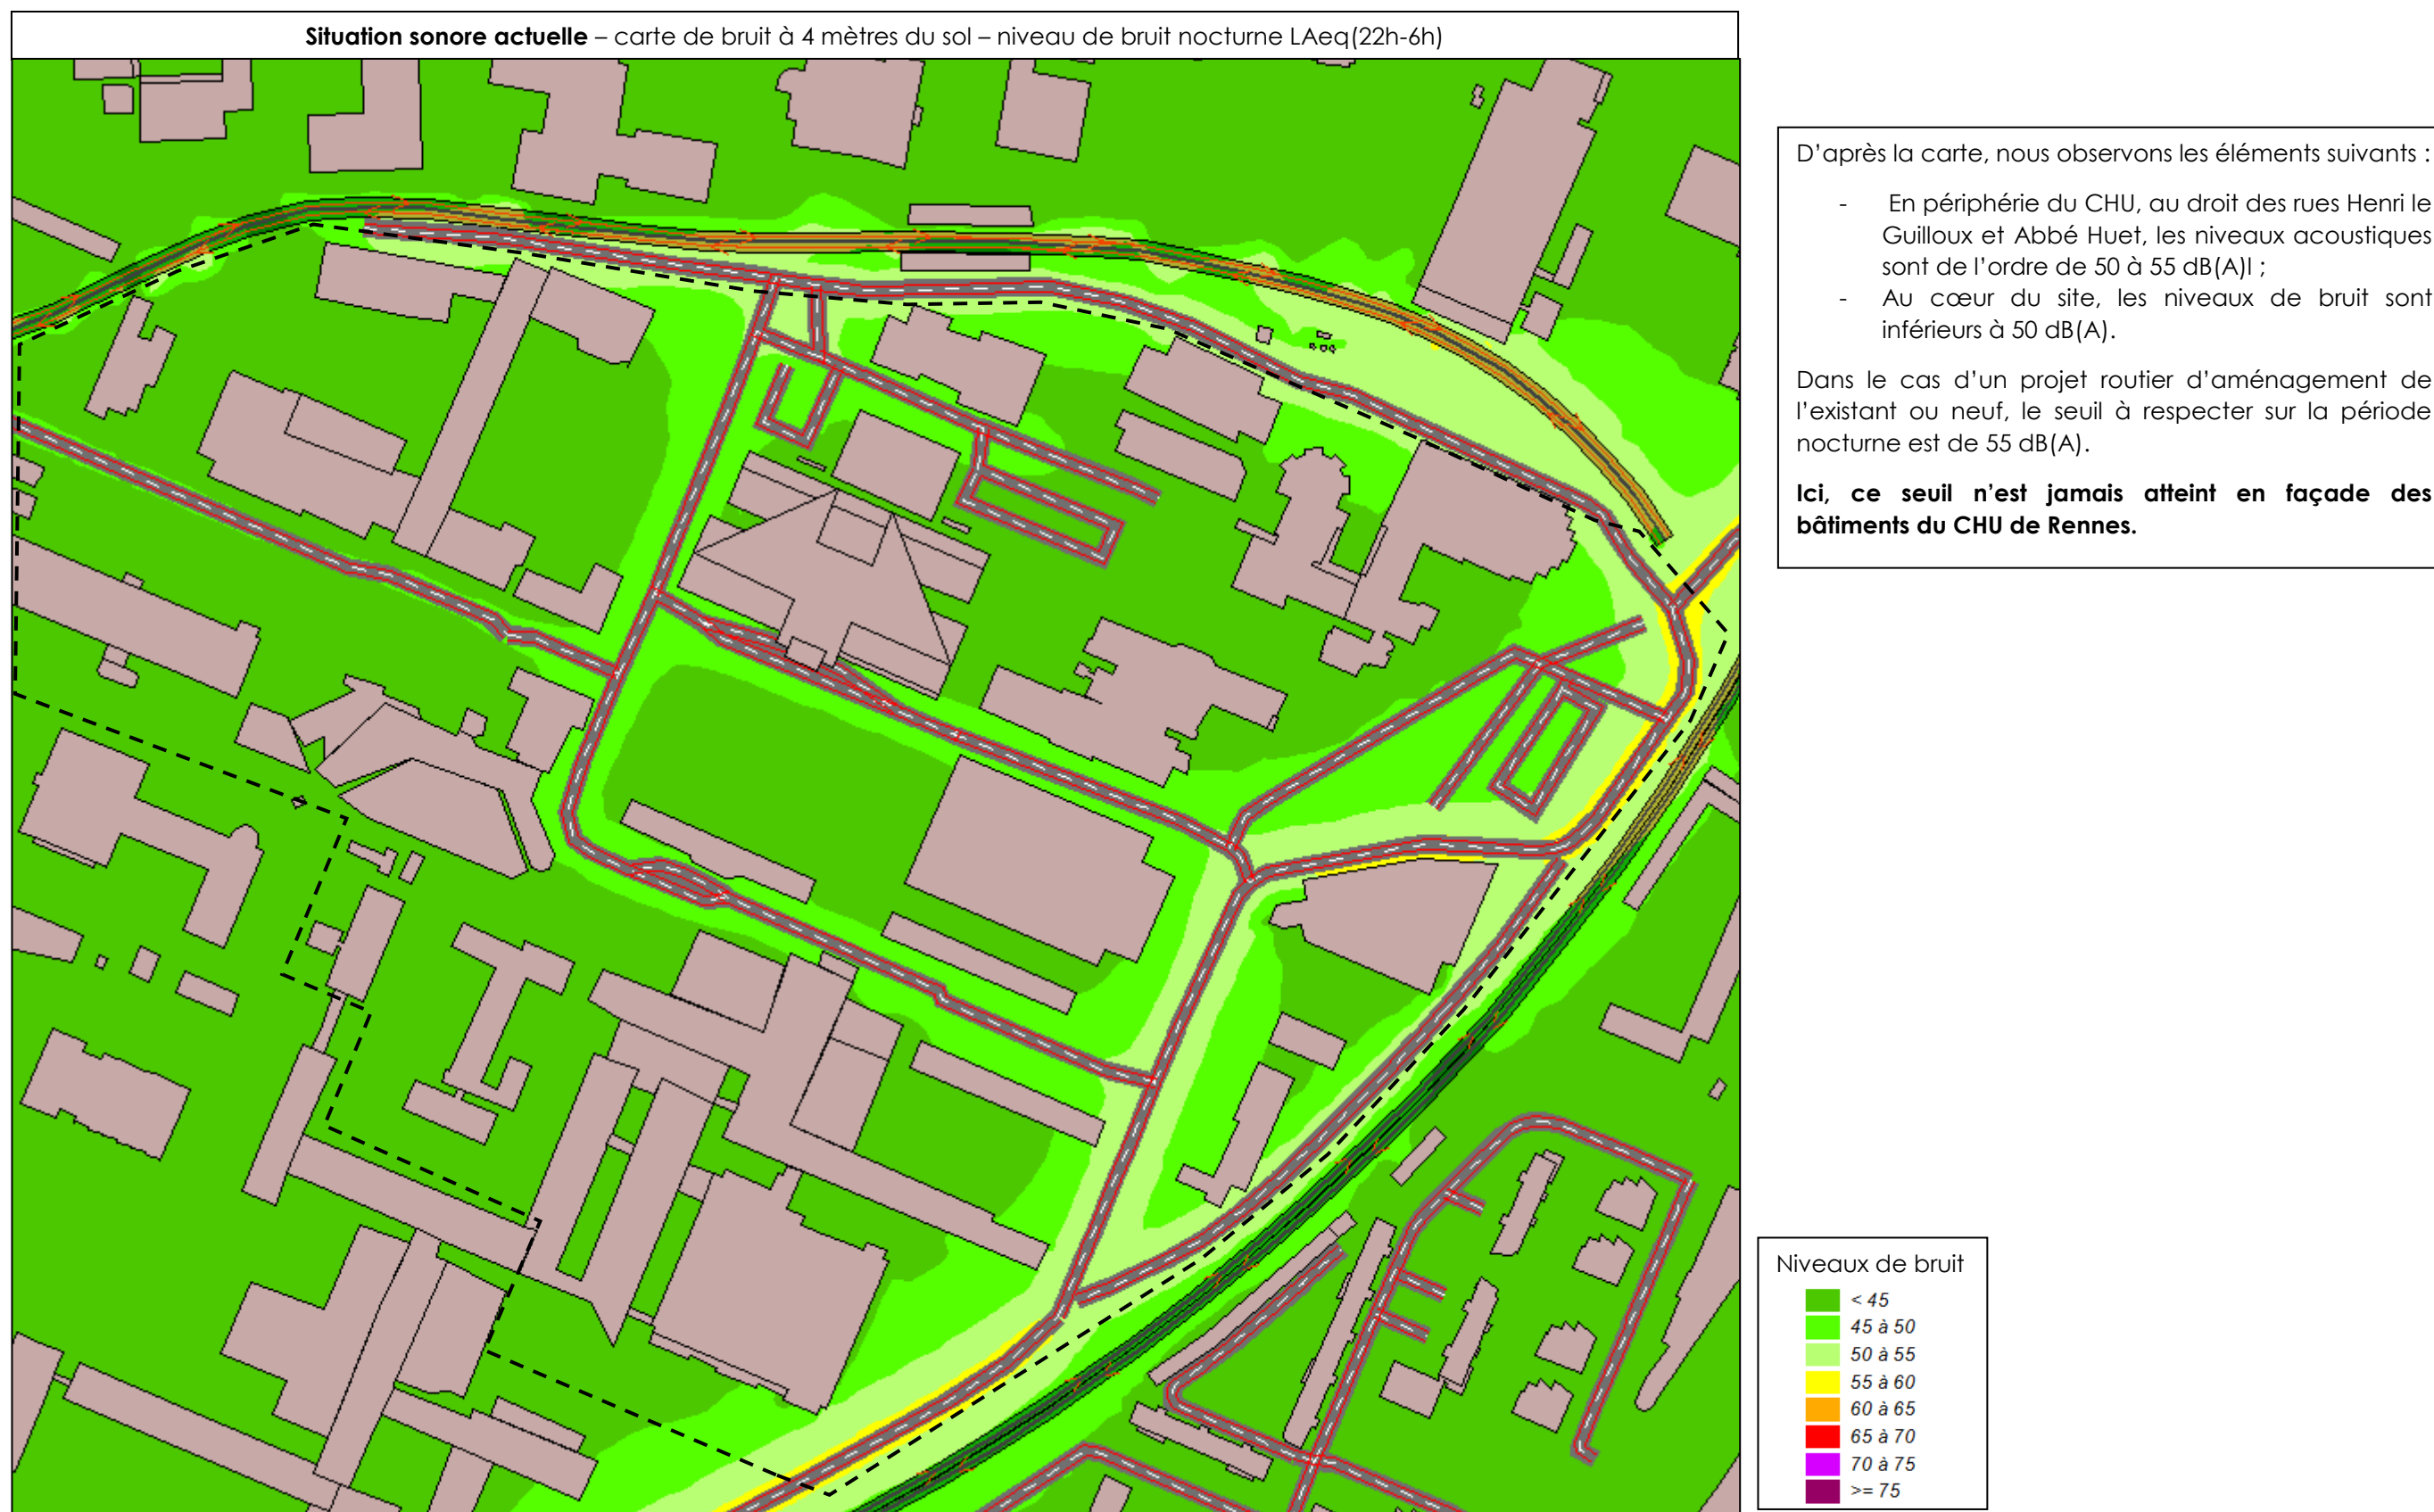 Situation sonore actuelle – carte de bruit à 4 mètres du sol – niveau de bruit nocturne LAeq(22h-6h)
D'après la carte, nous observons les éléments suivants :
- En périphérie du CHU, au droit des rues Henri le
Guilloux et Abbé Huet, les niveaux acoustiques
sont de l'ordre de 50 à 55 dB(A)l ;
- Au cœur du site, les niveaux de bruit sont
inférieurs à 50 dB(A).
Dans le cas d'un projet routier d'aménagement de
l'existant ou neuf, le seuil à respecter sur la période
nocturne est de 55 dB(A).
Ici, ce seuil n'est jamais atteint en façade des
bâtiments du CHU de Rennes.
Niveaux de bruit
< 45
45 à 50
50 à 55
55 à 60
60 à 65
65 à 70
70 à 75
>= 75